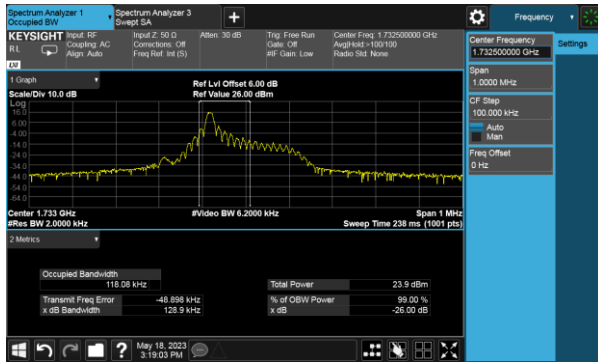 Spectrum Analyzer 1
Occupied BW
Spectrum Analyzer 3
Swept SA
+
Frequency
KEYSIGHT
RL
LXI
Input: RF
Coupling: AC
Align: Auto
Input Z: 50 Ω
Corrections: Off
Freq Ref: Int (S)
Atten: 30 dB
Trig: Free Run
Gate: Off
#IF Gain: Low
Center Freq: 1.732500000 GHz
Avg|Hold:>100/100
Radio Std: None
Center Frequency
1.732500000 GHz
Settings
Span
1.0000 MHz
CF Step
100.000 kHz
Auto
Man
Freq Offset
0 Hz
1 Graph
Scale/Div 10.0 dB
Ref Lvl Offset 6.00 dB
Ref Value 26.00 dBm
Log
16.0
6.00
-4.00
-14.0
-24.0
-34.0
-44.0
-54.0
-64.0
Center 1.733 GHz
#Res BW 2.0000 kHz
#Video BW 6.2000 kHz
Span 1 MHz
Sweep Time 238 ms (1001 pts)
2 Metrics
Occupied Bandwidth
118.08 kHz
Transmit Freq Error -48.898 kHz
x dB Bandwidth 128.9 kHz
Total Power 23.9 dBm
% of OBW Power 99.00 %
x dB -26.00 dB
?
May 18, 2023
3:19:03 PM